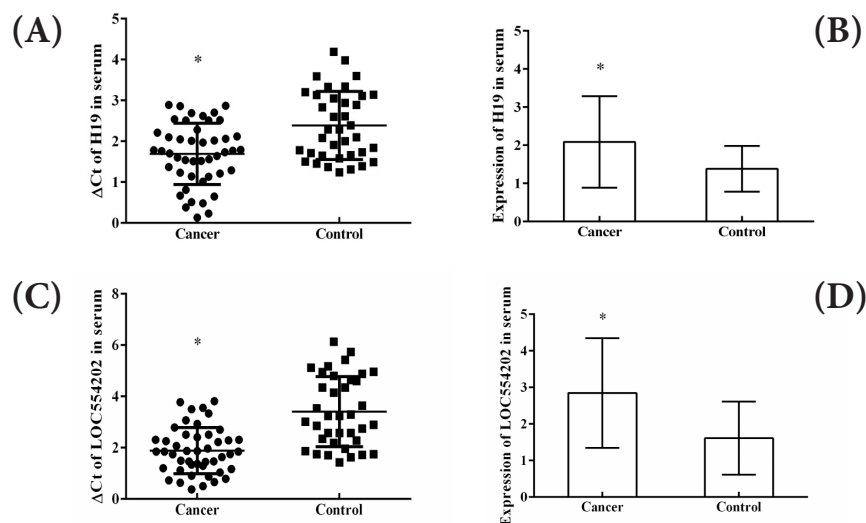 (A)
5
4
3
2
1
0
ΔCt of H19 in serum
*
Cancer
Control
(B)
5
4
3
2
1
0
Expression of H19 in serum
*
Cancer
Control
(C)
8
6
4
2
0
ΔCt of LOC554202 in serum
*
Cancer
Control
(D)
5
4
3
2
1
0
Expression of LOC554202 in serum
*
Cancer
Control